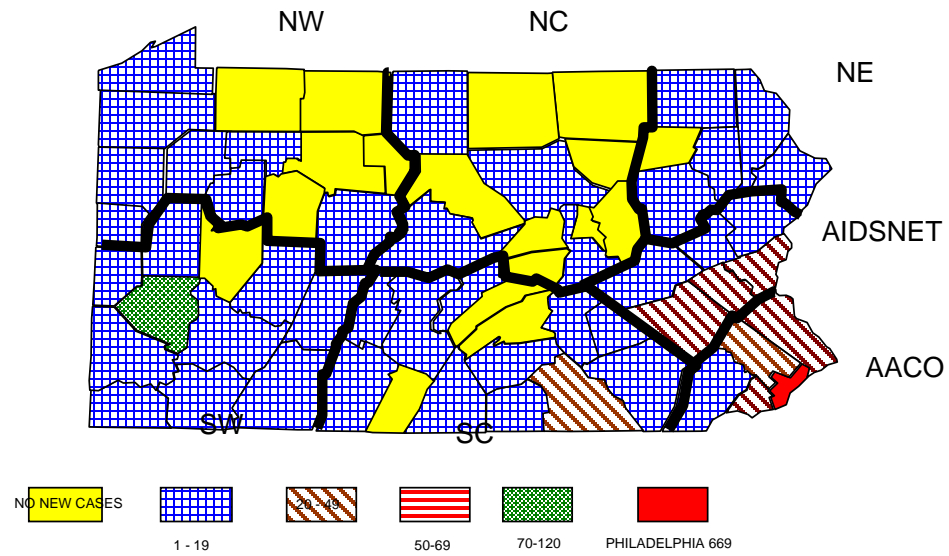 NW
NC
NE
AIDSNET
AACO
SW
SC
NO NEW CASES
20 - 49
1 - 19
50-69
70-120
PHILADELPHIA 669